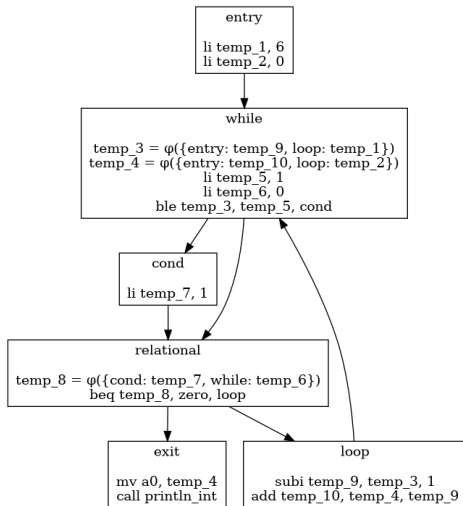 entry
li temp_1, 6
li temp_2, 0
while
temp_3 = φ({entry: temp_9, loop: temp_1})
temp_4 = φ({entry: temp_10, loop: temp_2})
li temp_5, 1
li temp_6, 0
ble temp_3, temp_5, cond
cond
li temp_7, 1
relational
temp_8 = φ({cond: temp_7, while: temp_6})
beq temp_8, zero, loop
exit
mv a0, temp_4
call println_int
loop
subi temp_9, temp_3, 1
add temp_10, temp_4, temp_9